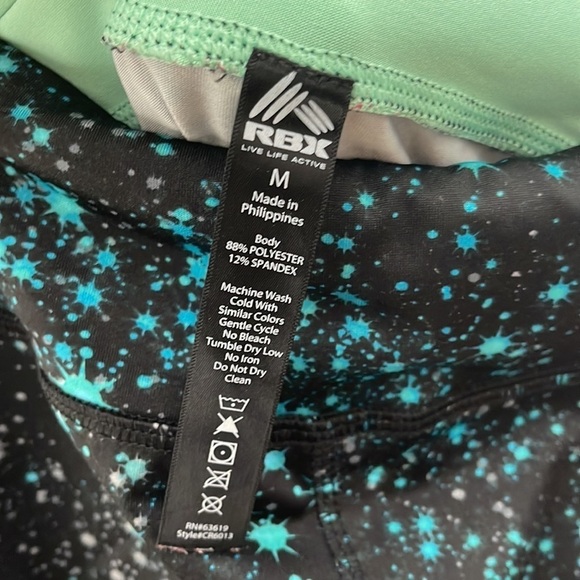 RBX
LIVE LIFE ACTIVE
M
Made in
Philippines
Body
88% POLYESTER
12% SPANDEX
Machine Wash
Cold With
Similar Colors
Gentle Cycle
No Bleach
Tumble Dry Low
No Iron
Do Not Dry
Clean
RN#63619
Style#CR6013